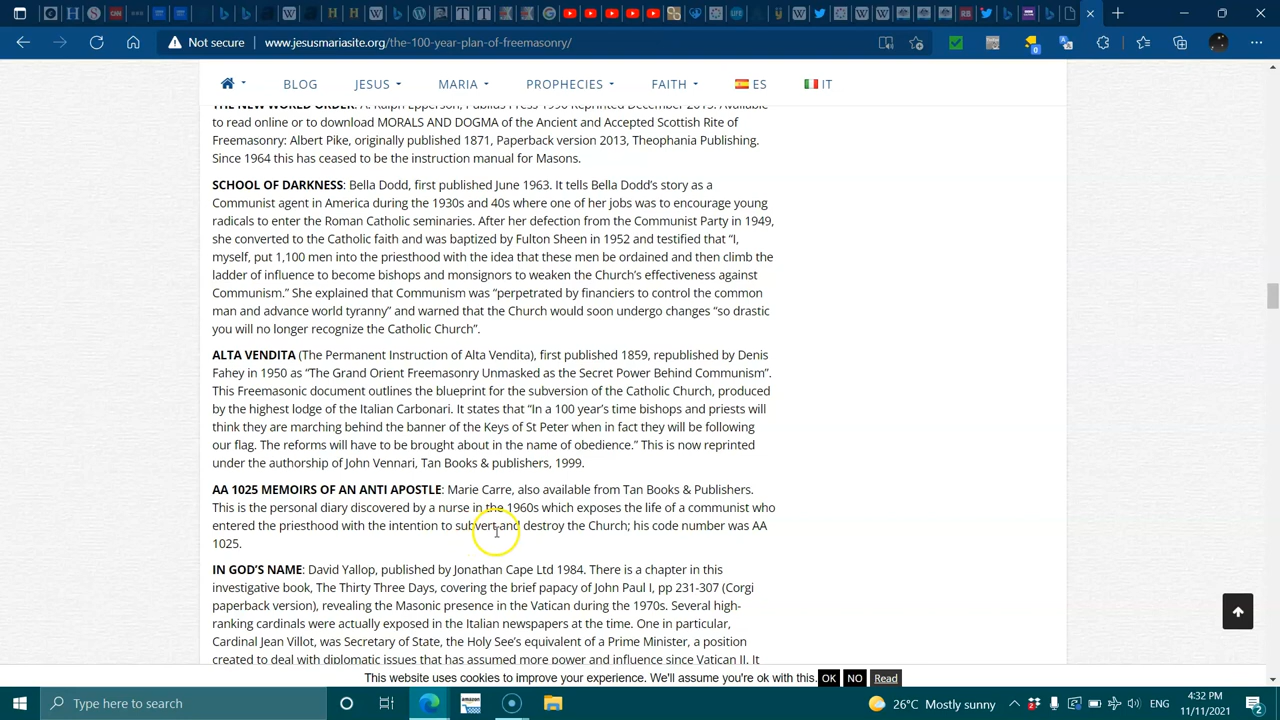 Not secure
www.jesusmariasite.org/the-100-year-plan-of-freemasonry/
BLOG JESUS MARIA PROPHECIES FAITH ES IT
THE NEW WORLD ORDER: A. Ralph Epperson, Publius Press 1990 Reprinted December 2013. Available
to read online or to download MORALS AND DOGMA of the Ancient and Accepted Scottish Rite of
Freemasonry: Albert Pike, originally published 1871, Paperback version 2013, Theophania Publishing.
Since 1964 this has ceased to be the instruction manual for Masons.
SCHOOL OF DARKNESS: Bella Dodd, first published June 1963. It tells Bella Dodd’s story as a
Communist agent in America during the 1930s and 40s where one of her jobs was to encourage young
radicals to enter the Roman Catholic seminaries. After her defection from the Communist Party in 1949,
she converted to the Catholic faith and was baptized by Fulton Sheen in 1952 and testified that “I,
myself, put 1,100 men into the priesthood with the idea that these men be ordained and then climb the
ladder of influence to become bishops and monsignors to weaken the Church’s effectiveness against
Communism.” She explained that Communism was “perpetrated by financiers to control the common
man and advance world tyranny” and warned that the Church would soon undergo changes “so drastic
you will no longer recognize the Catholic Church”.
ALTA VENDITA (The Permanent Instruction of Alta Vendita), first published 1859, republished by Denis
Fahey in 1950 as “The Grand Orient Freemasonry Unmasked as the Secret Power Behind Communism”.
This Freemasonic document outlines the blueprint for the subversion of the Catholic Church, produced
by the highest lodge of the Italian Carbonari. It states that “In a 100 year’s time bishops and priests will
think they are marching behind the banner of the Keys of St Peter when in fact they will be following
our flag. The reforms will have to be brought about in the name of obedience.” This is now reprinted
under the authorship of John Vennari, Tan Books & publishers, 1999.
AA 1025 MEMOIRS OF AN ANTI APOSTLE: Marie Carre, also available from Tan Books & Publishers.
This is the personal diary discovered by a nurse in the 1960s which exposes the life of a communist who
entered the priesthood with the intention to subvert and destroy the Church; his code number was AA
1025.
IN GOD’S NAME: David Yallop, published by Jonathan Cape Ltd 1984. There is a chapter in this
investigative book, The Thirty Three Days, covering the brief papacy of John Paul I, pp 231-307 (Corgi
paperback version), revealing the Masonic presence in the Vatican during the 1970s. Several high-
ranking cardinals were actually exposed in the Italian newspapers at the time. One in particular,
Cardinal Jean Villot, was Secretary of State, the Holy See’s equivalent of a Prime Minister, a position
created to deal with diplomatic issues that has assumed more power and influence since Vatican II. It
This website uses cookies to improve your experience. We'll assume you're ok with this. OK NO Read
Type here to search
26°C Mostly sunny
4:32 PM
11/11/2021